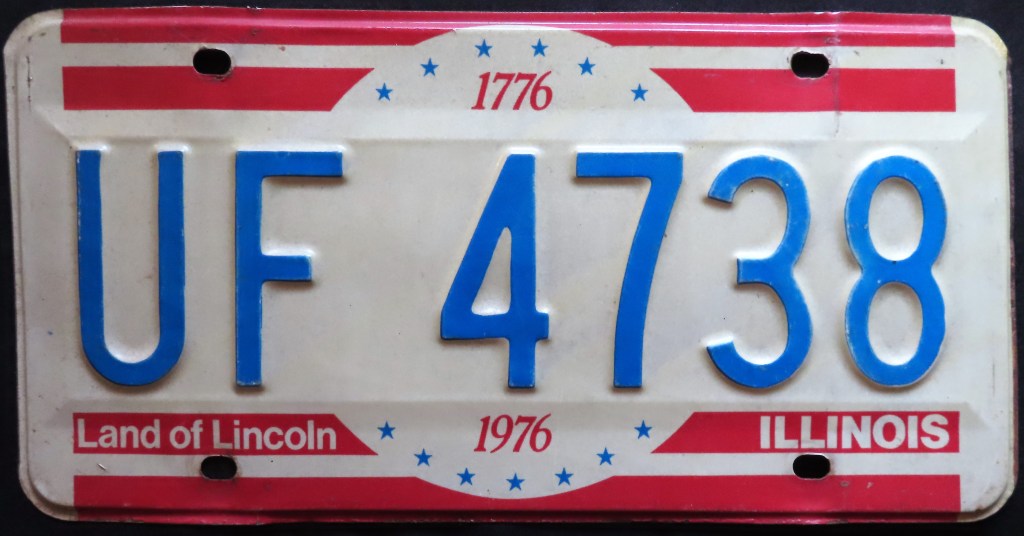 1776
UF 4738
Land of Lincoln 1976 ILLINOIS